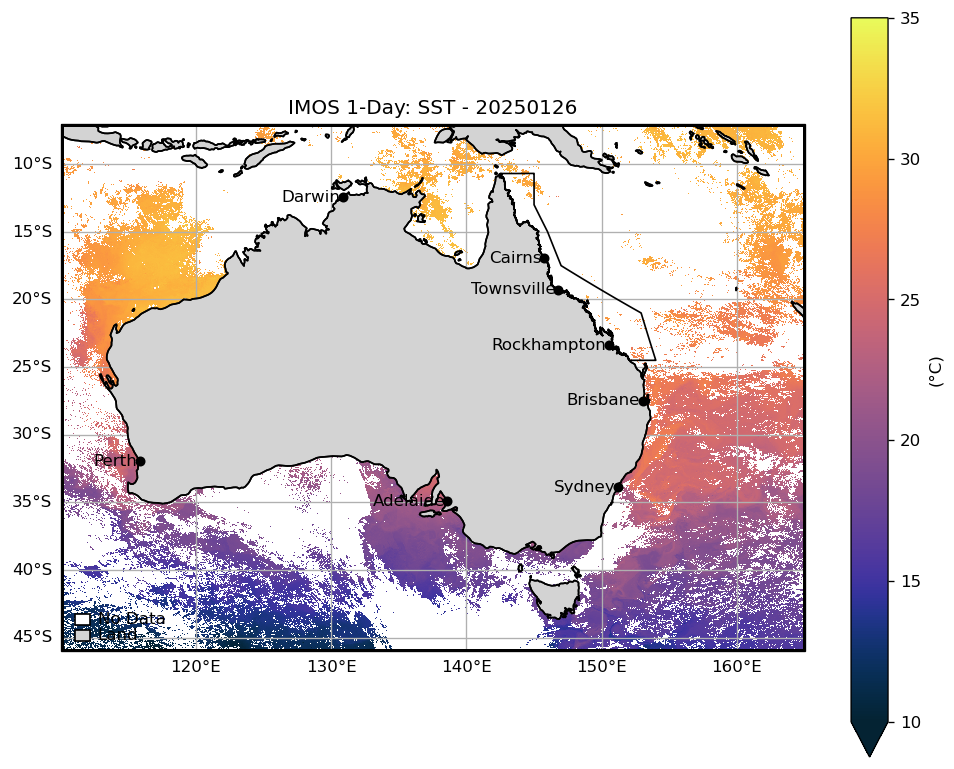 IMOS 1-Day: SST - 20250126
35
30
25
20
15
10
(°C)
10°S
15°S
20°S
25°S
30°S
35°S
40°S
45°S
120°E
130°E
140°E
150°E
160°E
Darwin
Cairns
Townsville
Rockhampton
Brisbane
Perth
Sydney
Adelaide
No Data
Land